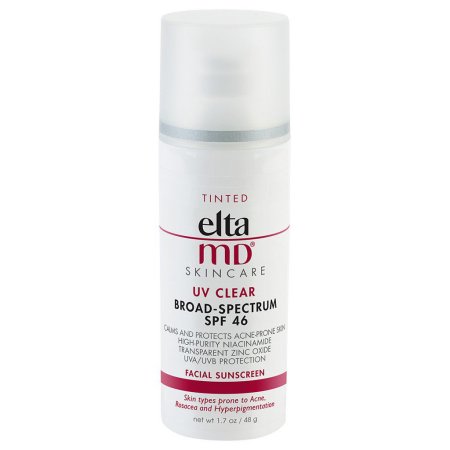 TINTED
elta
MD®
SKINCARE
UV CLEAR
BROAD-SPECTRUM
SPF 46
CALMS AND PROTECTS ACNE-PRONE SKIN
HIGH-PURITY NIACINAMIDE
TRANSPARENT ZINC OXIDE
UVA/UVB PROTECTION
FACIAL SUNSCREEN
Skin types prone to Acne,
Rosacea and Hyperpigmentation
net wt 1.7 oz / 48 g